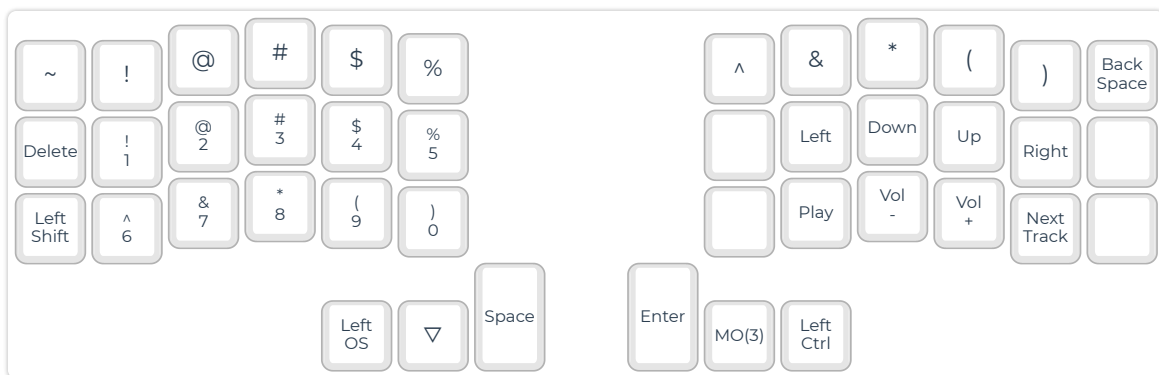 ~ ! @ # $ % ^ & * ( ) Back Space
Delete ! 1 @ 2 # 3 $ 4 % 5 Left Down Up Right
Left Shift ^ 6 & 7 * 8 ( 9 ) 0 Play Vol - Vol + Next Track
Left OS ▽ Space Enter MO(3) Left Ctrl